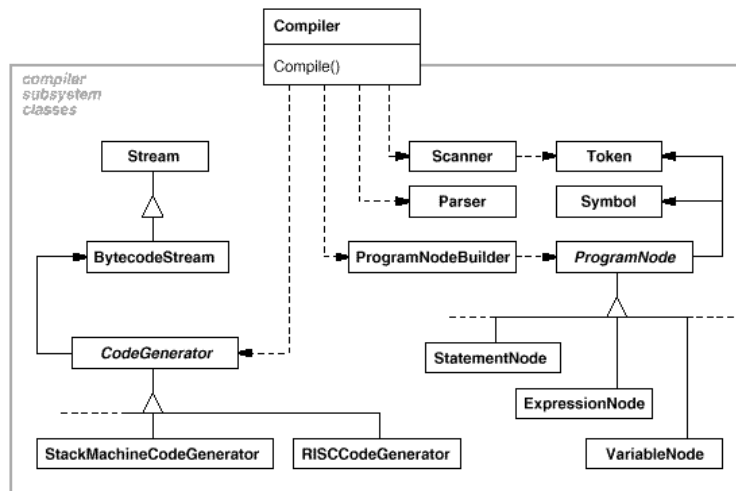 Compiler
Compile()
compiler
subsystem
classes
Stream
Scanner
Token
Parser
Symbol
BytecodeStream
ProgramNodeBuilder
ProgramNode
CodeGenerator
StatementNode
ExpressionNode
StackMachineCodeGenerator
RISCCodeGenerator
VariableNode